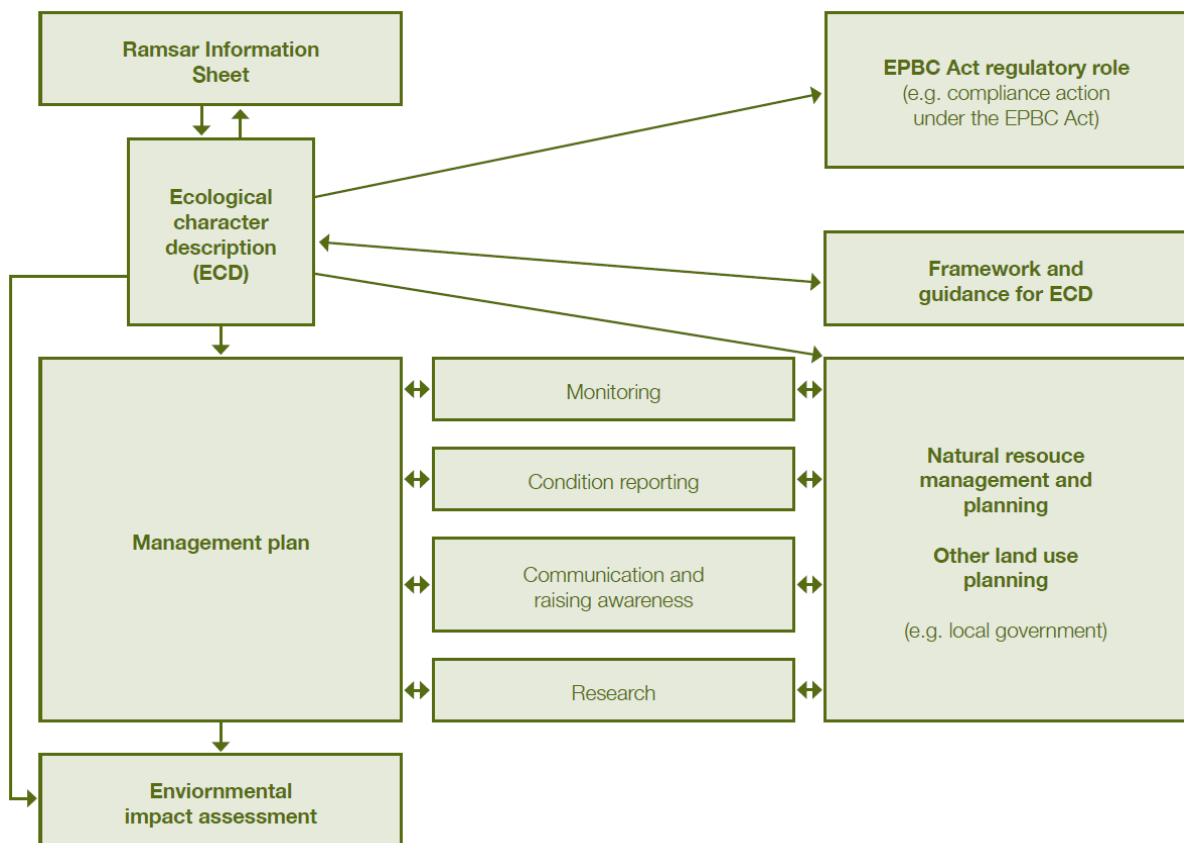 Ramsar Information
Sheet
EPBC Act regulatory role
(e.g. compliance action
under the EPBC Act)
Ecological
character
description
(ECD)
Framework and
guidance for ECD
Management plan
Monitoring
Condition reporting
Communication and
raising awareness
Research
Natural resouce
management and
planning
Other land use
planning
(e.g. local government)
Enviornmental
impact assessment